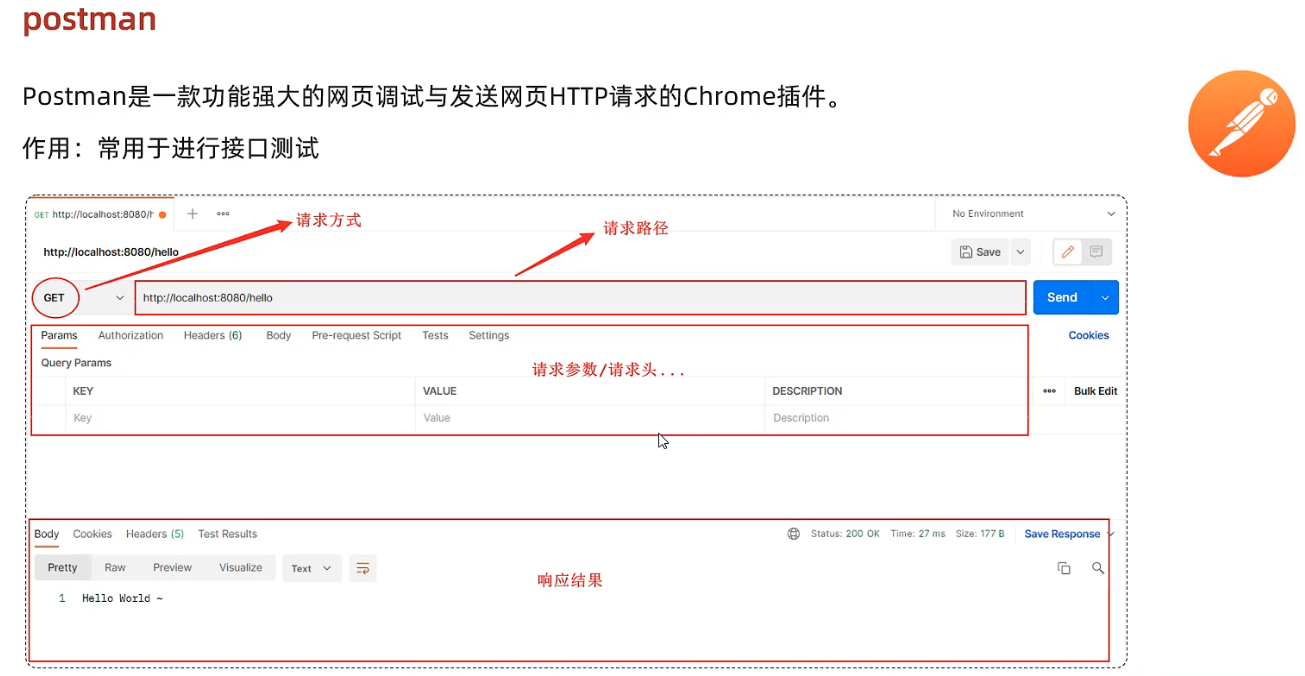 postman
Postman是一款功能强大的网页调试与发送网页HTTP请求的Chrome插件。
作用：常用于进行接口测试
GET http://localhost:8080/h
No Environment
请求方式
请求路径
http://localhost:8080/hello
Save
GET
http://localhost:8080/hello
Send
Params Authorization Headers (6) Body Pre-request Script Tests Settings Cookies
Query Params
请求参数/请求头...
KEY VALUE DESCRIPTION Bulk Edit
Key Value Description
Body Cookies Headers (5) Test Results Status: 200 OK Time: 27 ms Size: 177 B Save Response
Pretty Raw Preview Visualize Text
响应结果
1 Hello World ~